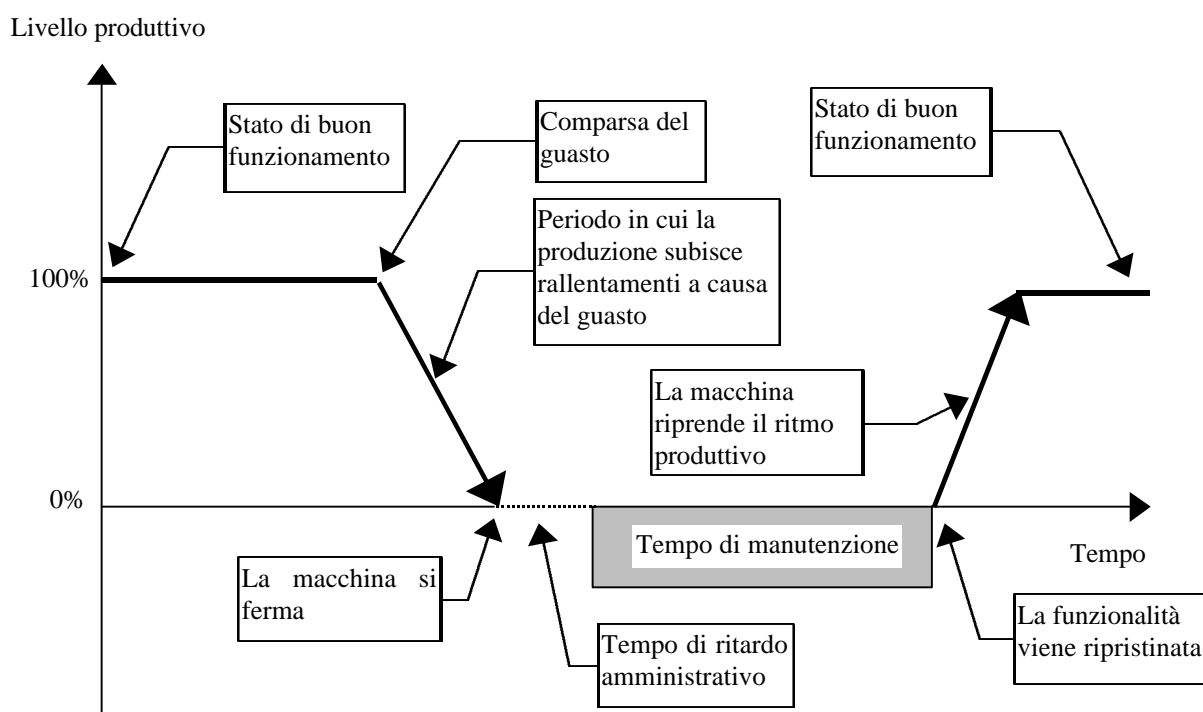 Livello produttivo
Stato di buon
funzionamento
Comparsa del
guasto
Stato di buon
funzionamento
Periodo in cui la
produzione subisce
rallentamenti a causa
del guasto
100%
La macchina
riprende il ritmo
produttivo
0%
Tempo di manutenzione
Tempo
La macchina si
ferma
Tempo di ritardo
amministrativo
La funzionalità
viene ripristinata